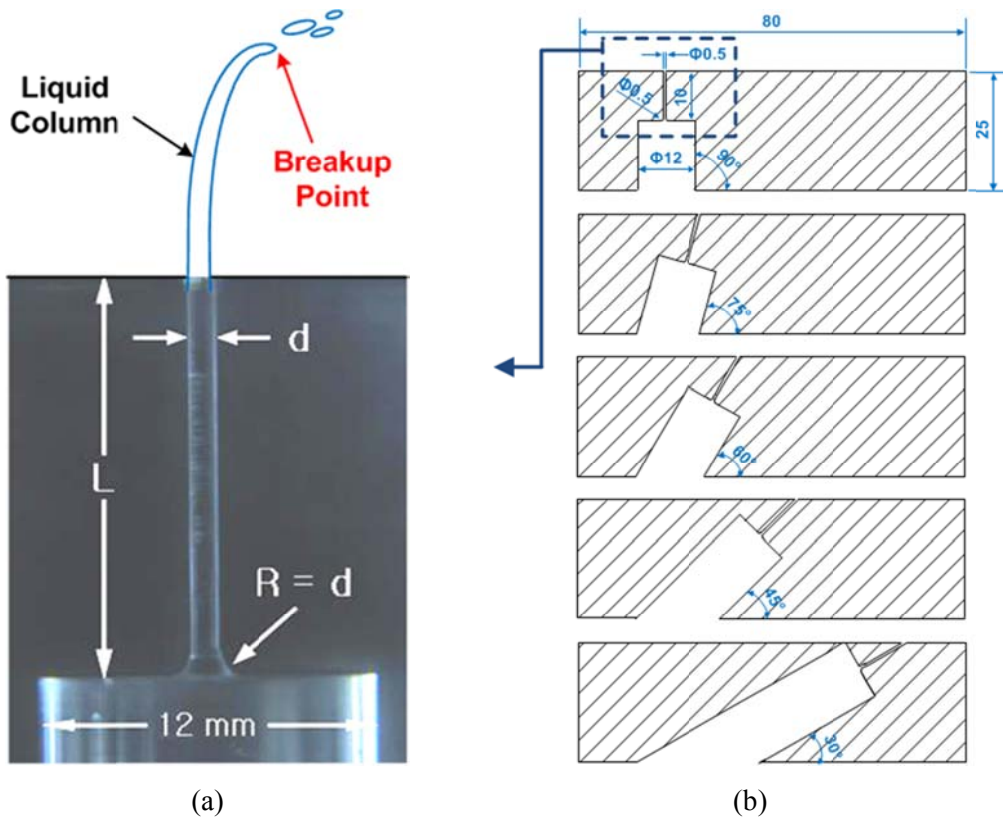 Liquid
Column
Breakup
Point
d
L
R = d
12 mm
(a)
80
Φ0.5
Φ0.5
10
25
Φ12
90°
75°
60°
45°
30°
(b)